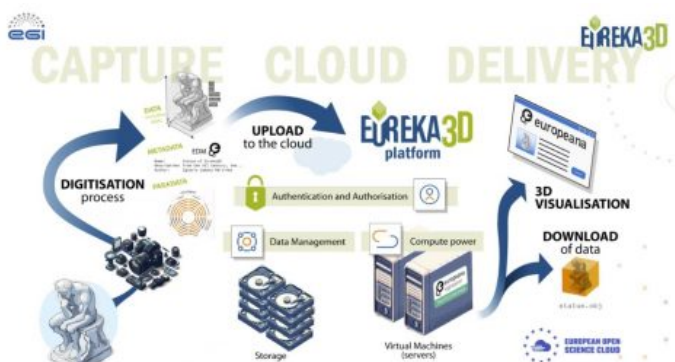 egi
EUREKA3D
CAPTURE CLOUD DELIVERY
DATA
METADATA
EDM
PARADATA
DIGITISATION
process
UPLOAD
to the cloud
EUREKA3D
platform
europeana
3D
VISUALISATION
DOWNLOAD
of data
statue.obj
Authentication and Authorisation
Data Management
Compute power
europeana
Storage
Virtual Machines
(servers)
EUROPEAN OPEN
SCIENCE CLOUD